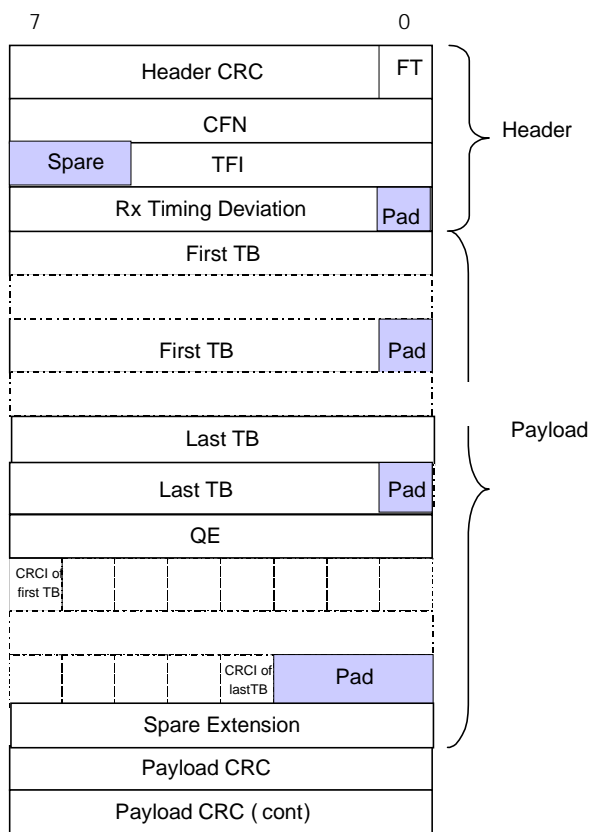 7 0
Header CRC FT
CFN
Header
Spare TFI
Rx Timing Deviation Pad
First TB
First TB Pad
Last TB
Payload
Last TB Pad
QE
CRCI of
first TB
CRCI of
lastTB
Pad
Spare Extension
Payload CRC
Payload CRC ( cont)